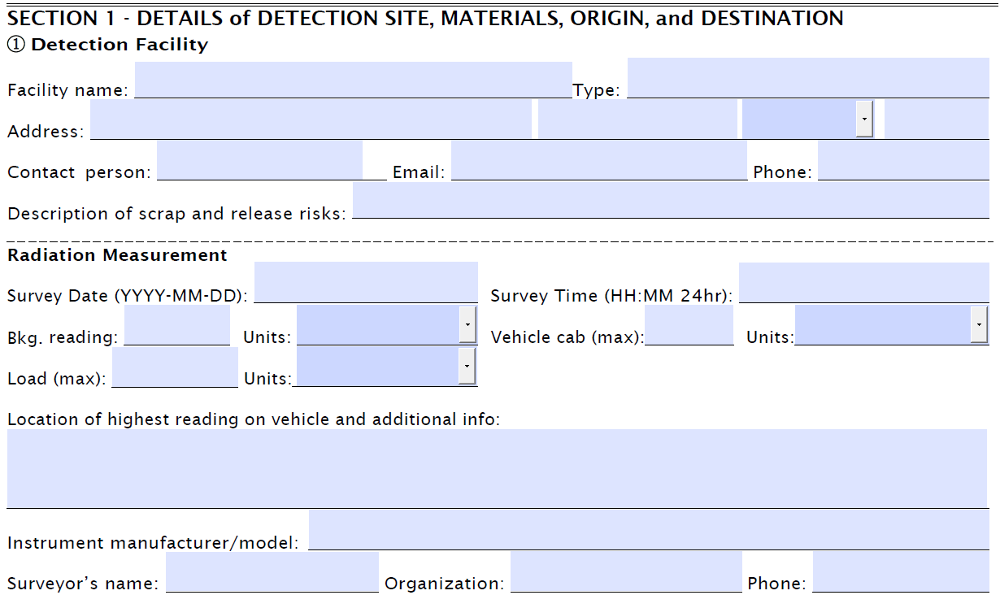 SECTION 1 - DETAILS of DETECTION SITE, MATERIALS, ORIGIN, and DESTINATION
① Detection Facility
Facility name: Type:
Address:
Contact person: Email: Phone:
Description of scrap and release risks:
Radiation Measurement
Survey Date (YYYY-MM-DD): Survey Time (HH:MM 24hr):
Bkg. reading: Units: Vehicle cab (max): Units:
Load (max): Units:
Location of highest reading on vehicle and additional info:
Instrument manufacturer/model:
Surveyor's name: Organization: Phone: